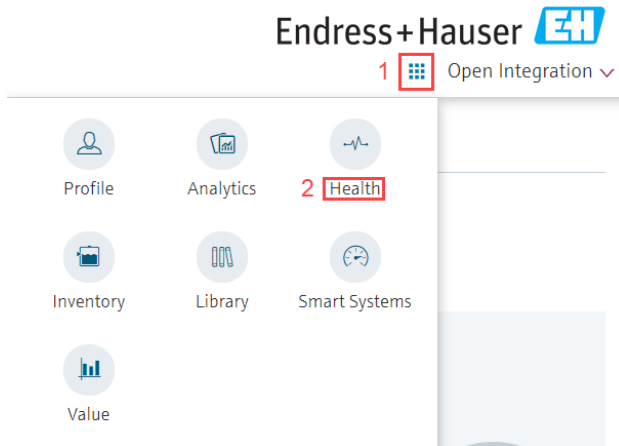 Endress+Hauser EH
1 Open Integration
Profile Analytics 2 Health
Inventory Library Smart Systems
Value